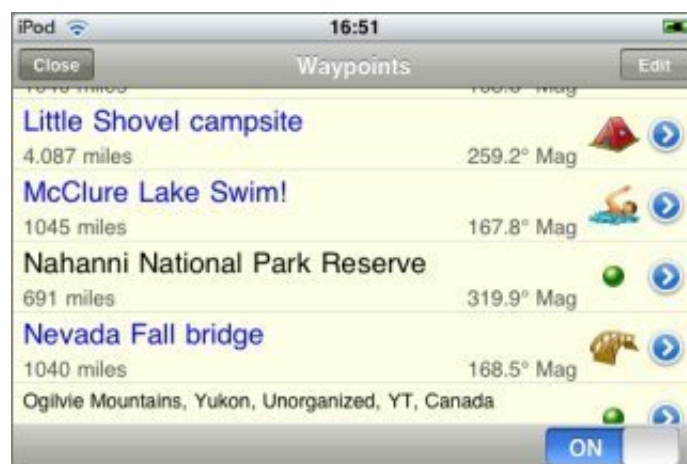 iPod 16:51
Close Waypoints Edit
Little Shovel campsite
4.087 miles 259.2° Mag
McClure Lake Swim!
1045 miles 167.8° Mag
Nahanni National Park Reserve
691 miles 319.9° Mag
Nevada Fall bridge
1040 miles 168.5° Mag
Ogilvie Mountains, Yukon, Unorganized, YT, Canada
ON